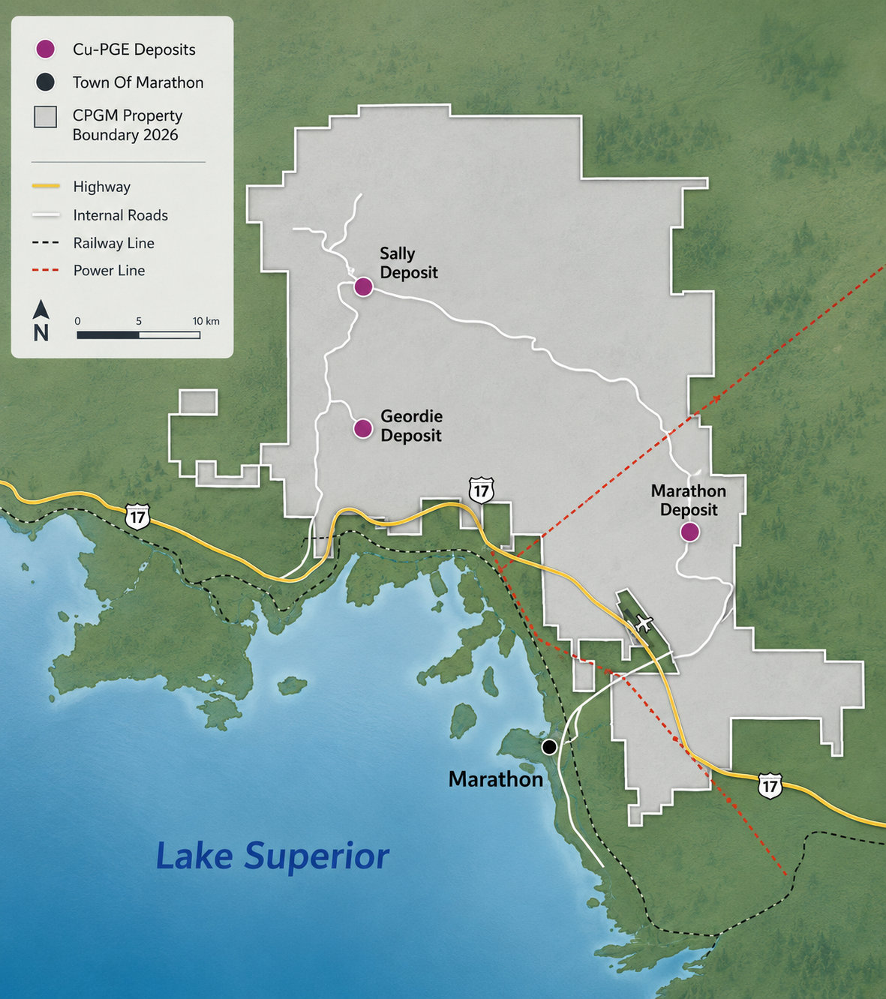 Cu-PGE Deposits
Town Of Marathon
CPGM Property
Boundary 2026
Highway
Internal Roads
Railway Line
Power Line
N
0 5 10 km
Sally
Deposit
Geordie
Deposit
17
Marathon
Deposit
17
Marathon
17
Lake Superior